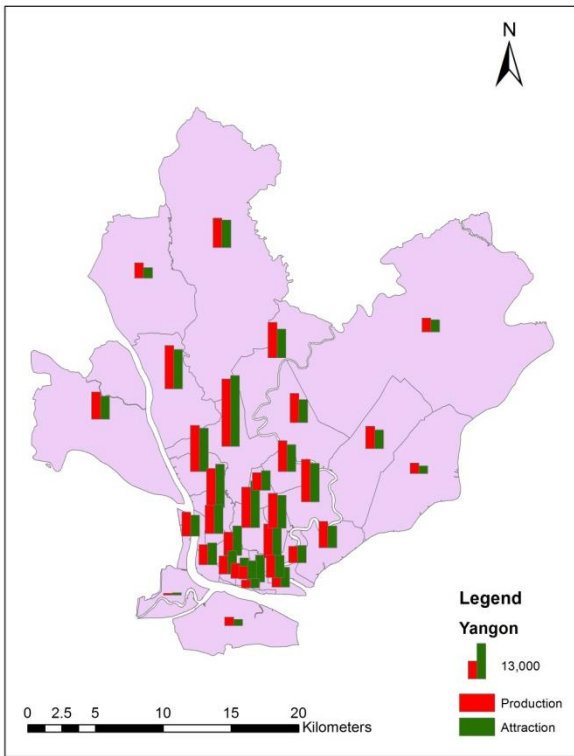 N
Legend
Yangon
13,000
Production
Attraction
0 2.5 5 10 15 20
Kilometers